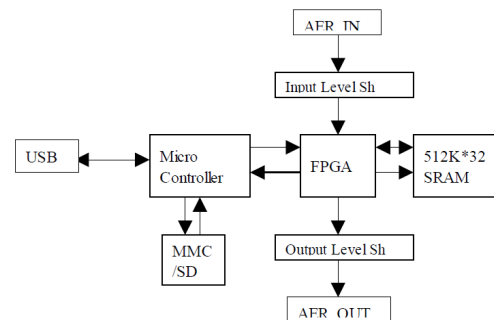 AER_IN
Input Level Sh
USB
Micro
Controller
FPGA
512K*32
SRAM
MMC
/SD
Output Level Sh
AER_OUT